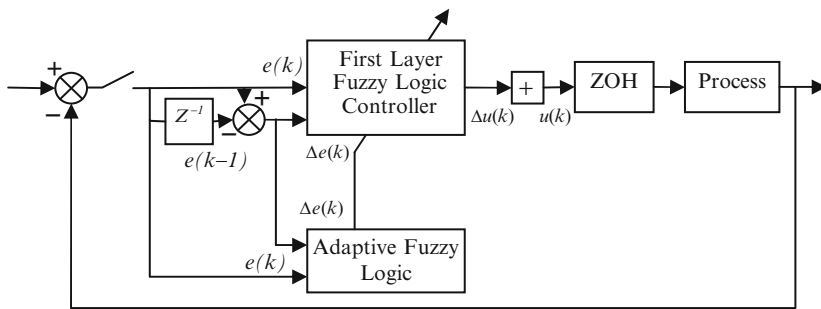 +
−
e(k)
Z⁻¹
e(k−1)
+
−
First Layer
Fuzzy Logic
Controller
Δe(k)
Δu(k)
+
u(k)
ZOH
Process
Δe(k)
e(k)
Adaptive Fuzzy
Logic